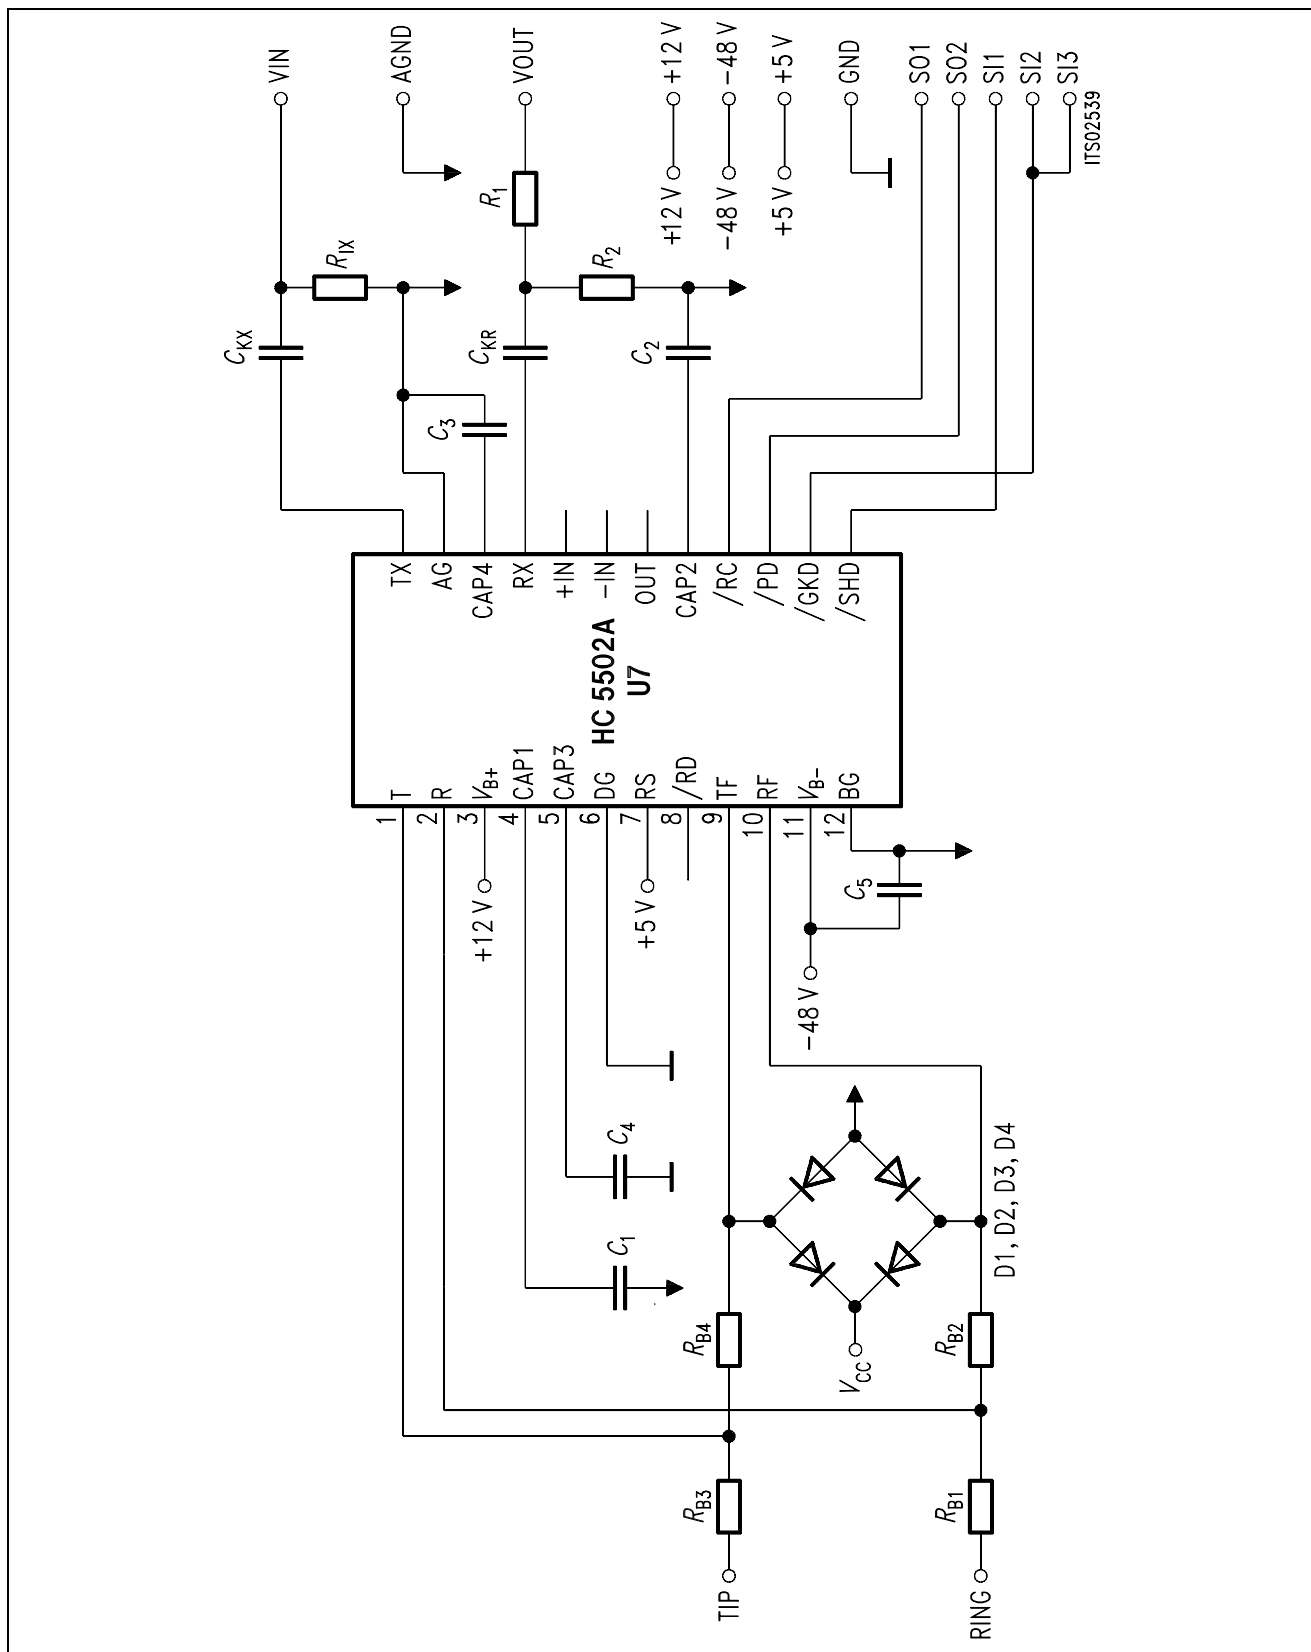 VIN
AGND
VOUT
+12 V
+12 V
-48 V
-48 V
+5 V
+5 V
GND
SO1
SO2
SI1
SI2
SI3
ITS02539
R1
RIX
R2
CKX
CKR
C2
C3
TX
AG
CAP4
RX
+IN
-IN
OUT
CAP2
/RC
/PD
/GKD
/SHD
HC 5502A
U7
T
R
VB+
CAP1
CAP3
DG
RS
/RD
TF
RF
VB-
BG
1
2
3
4
5
6
7
8
9
10
11
12
+12 V
+5 V
C5
-48 V
C4
C1
D1, D2, D3, D4
RB4
RB2
VCC
RB3
RB1
TIP
RING